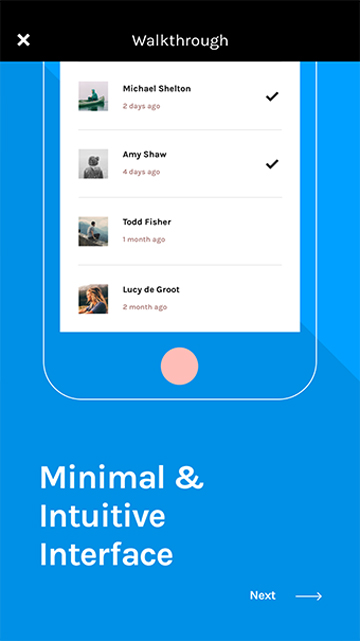 Walkthrough
Michael Shelton
2 days ago
Amy Shaw
4 days ago
Todd Fisher
1 month ago
Lucy de Groot
2 month ago
Minimal &
Intuitive
Interface
Next